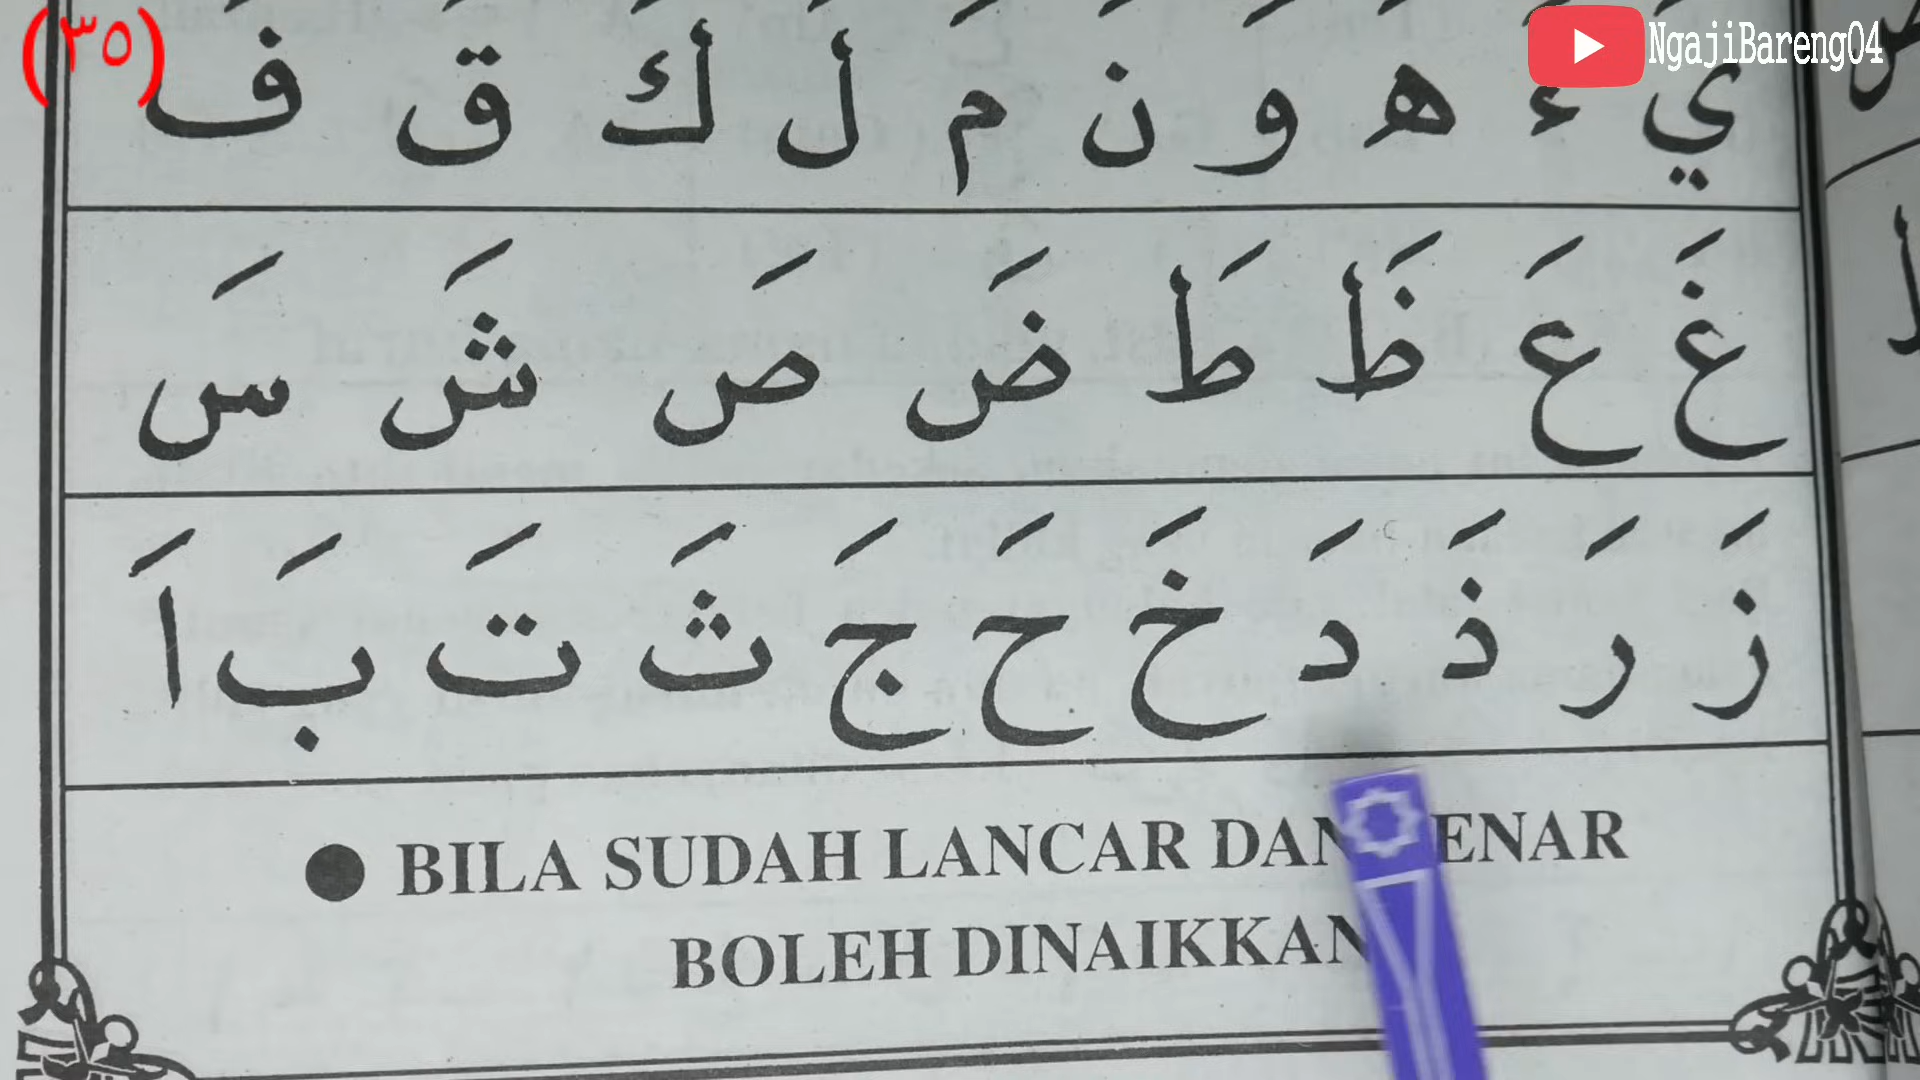 (٣٥)
NgajiBareng04
يَ ءَ هَ وَ نَ مَ لَ كَ قَ فَ
غَ عَ ظَ طَ ضَ صَ شَ سَ
زَ رَ ذَ دَ خَ حَ جَ ثَ تَ بَ اَ
● BILA SUDAH LANCAR DAN BENAR
BOLEH DINAIKKAN